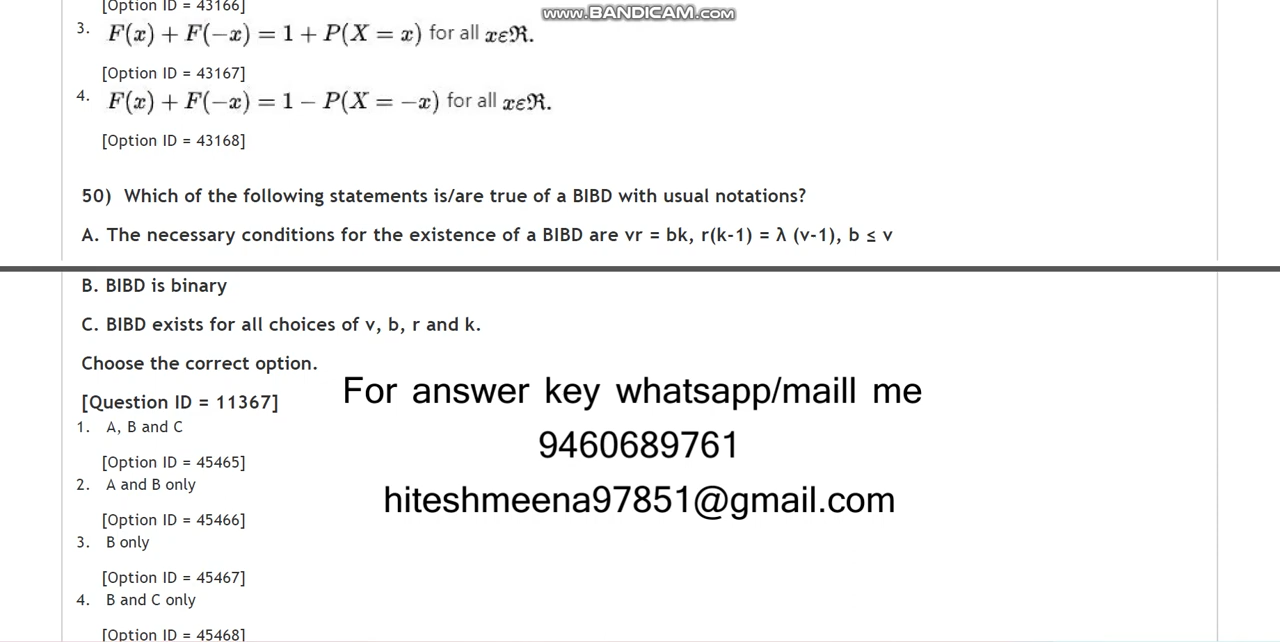 [Option ID = 43166]
www.BANDICAM.com
3. F(x) + F(−x) = 1 + P(X = x) for all xεℜ.
[Option ID = 43167]
4. F(x) + F(−x) = 1 − P(X = −x) for all xεℜ.
[Option ID = 43168]
50) Which of the following statements is/are true of a BIBD with usual notations?
A. The necessary conditions for the existence of a BIBD are vr = bk, r(k-1) = λ (v-1), b ≤ v
B. BIBD is binary
C. BIBD exists for all choices of v, b, r and k.
Choose the correct option.
For answer key whatsapp/maill me
[Question ID = 11367]
1. A, B and C
9460689761
[Option ID = 45465]
2. A and B only
hiteshmeena97851@gmail.com
[Option ID = 45466]
3. B only
[Option ID = 45467]
4. B and C only
[Option ID = 45468]